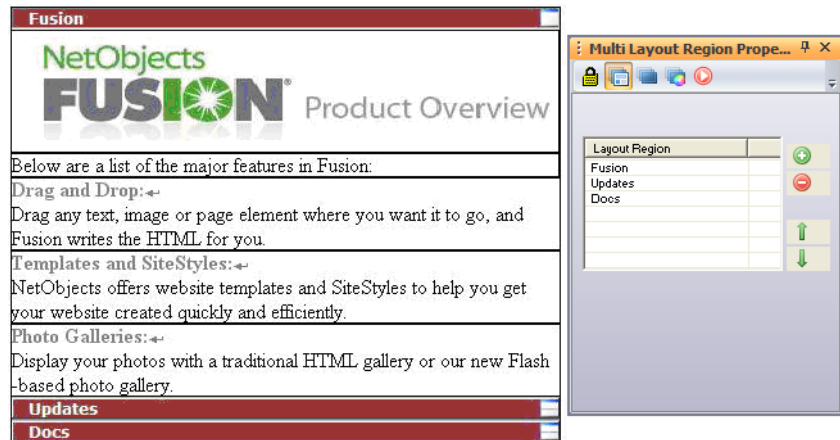 Fusion
NetObjects
FUSION®
Product Overview
Below are a list of the major features in Fusion:
Drag and Drop:
Drag any text, image or page element where you want it to go, and
Fusion writes the HTML for you.
Templates and SiteStyles:
NetObjects offers website templates and SiteStyles to help you get
your website created quickly and efficiently.
Photo Galleries:
Display your photos with a traditional HTML gallery or our new Flash
-based photo gallery.
Updates
Docs
Multi Layout Region Prope...
Layout Region
Fusion
Updates
Docs